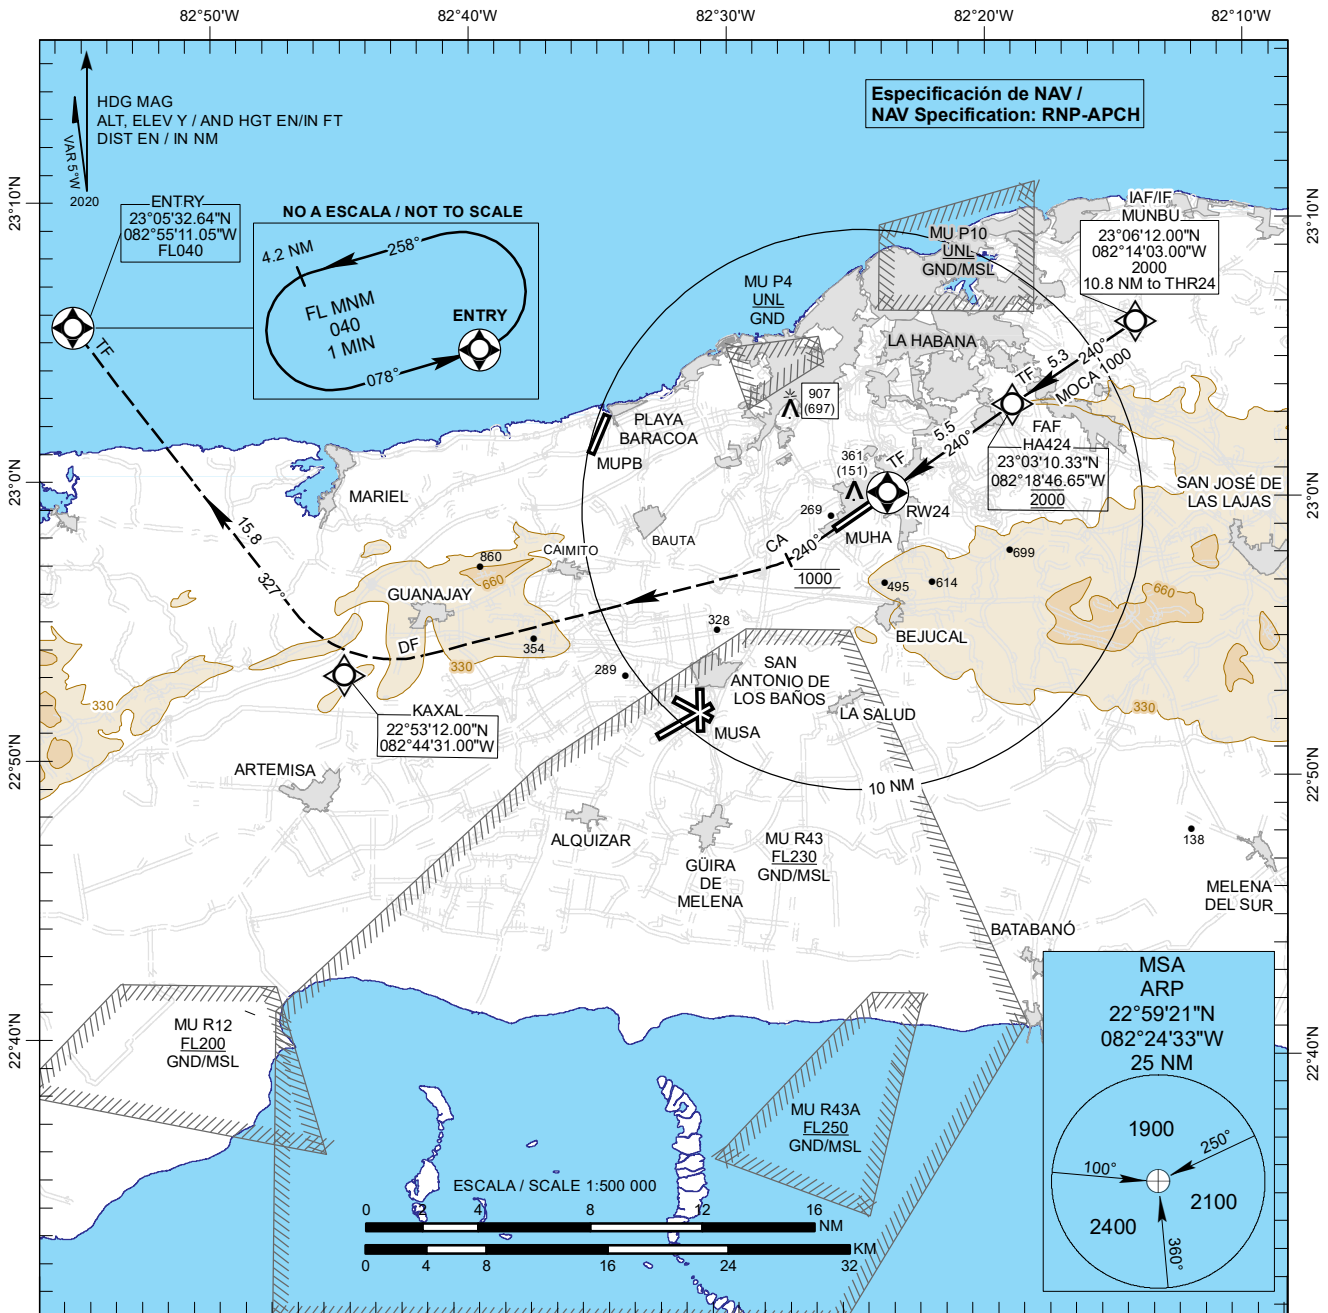 82°50'W
82°40'W
82°30'W
82°20'W
82°10'W
HDG MAG
ALT, ELEV Y / AND HGT EN/IN FT
DIST EN / IN NM
VAR 5°W
2020
Especificación de NAV /
NAV Specification: RNP-APCH
23°10'N
23°10'N
ENTRY
23°05'32.64"N
082°55'11.05"W
FL040
NO A ESCALA / NOT TO SCALE
4.2 NM
258°
FL MNM
040
1 MIN
ENTRY
078°
IAF/IF
MUNBU
23°06'12.00"N
082°14'03.00"W
2000
10.8 NM to THR24
MU P10
UNL
GND/MSL
MU P4
UNL
GND
LA HABANA
TF
5.3
240°
MOCA 1000
TF
907
(697)
PLAYA
BARACOA
MUPB
5.5
240°
TF
FAF
HA424
23°03'10.33"N
082°18'46.65"W
2000
361
(151)
23°0'N
23°0'N
MARIEL
SAN JOSÉ DE
LAS LAJAS
RW24
MUHA
269
BAUTA
CA
240°
1000
15.8
327°
860
660
CAIMITO
GUANAJAY
699
495
614
660
BEJUCAL
328
DF
354
330
289
SAN
ANTONIO DE
LOS BAÑOS
MUSA
LA SALUD
330
330
KAXAL
22°53'12.00"N
082°44'31.00"W
22°50'N
22°50'N
ARTEMISA
10 NM
ALQUIZAR
GÜIRA
DE
MELENA
MU R43
FL230
GND/MSL
138
MELENA
DEL SUR
BATABANÓ
22°40'N
22°40'N
MU R12
FL200
GND/MSL
MU R43A
FL250
GND/MSL
MSA
ARP
22°59'21"N
082°24'33"W
25 NM
1900
250°
100°
2100
2400
360°
ESCALA / SCALE 1:500 000
0 2 4 8 12 16
NM
KM
0 4 8 16 24 32